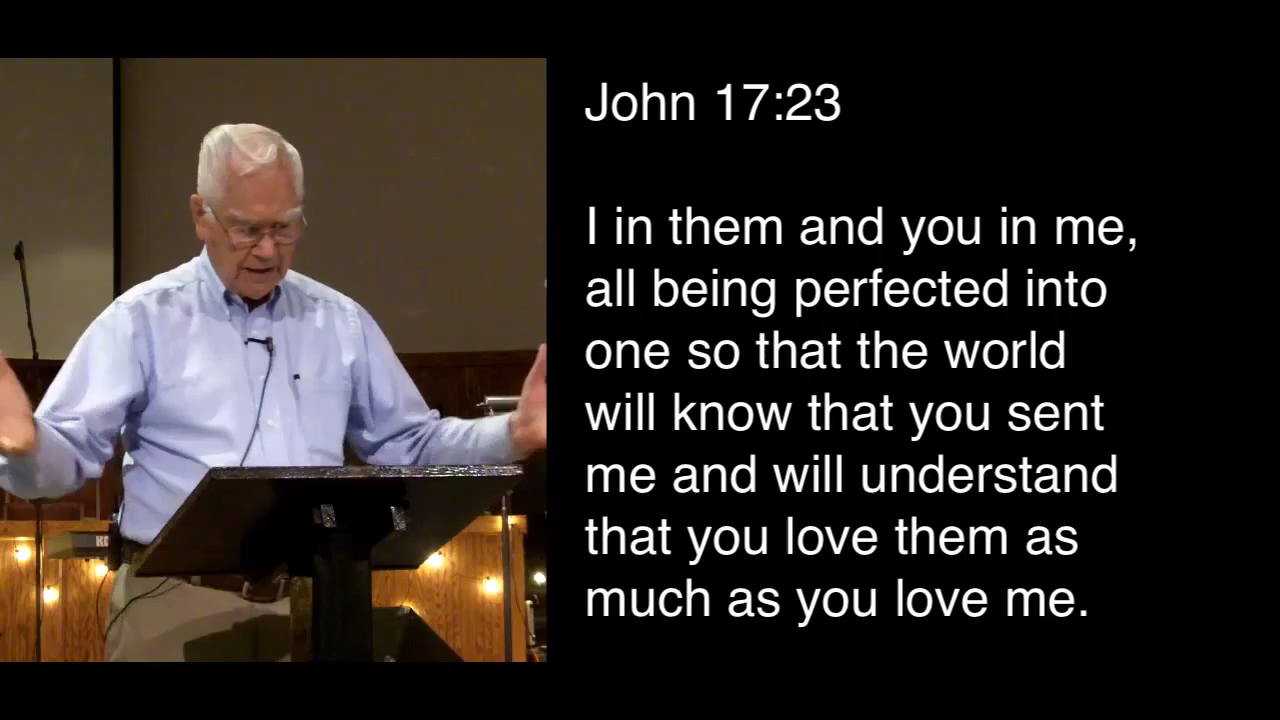 John 17:23
I in them and you in me,
all being perfected into
one so that the world
will know that you sent
me and will understand
that you love them as
much as you love me.